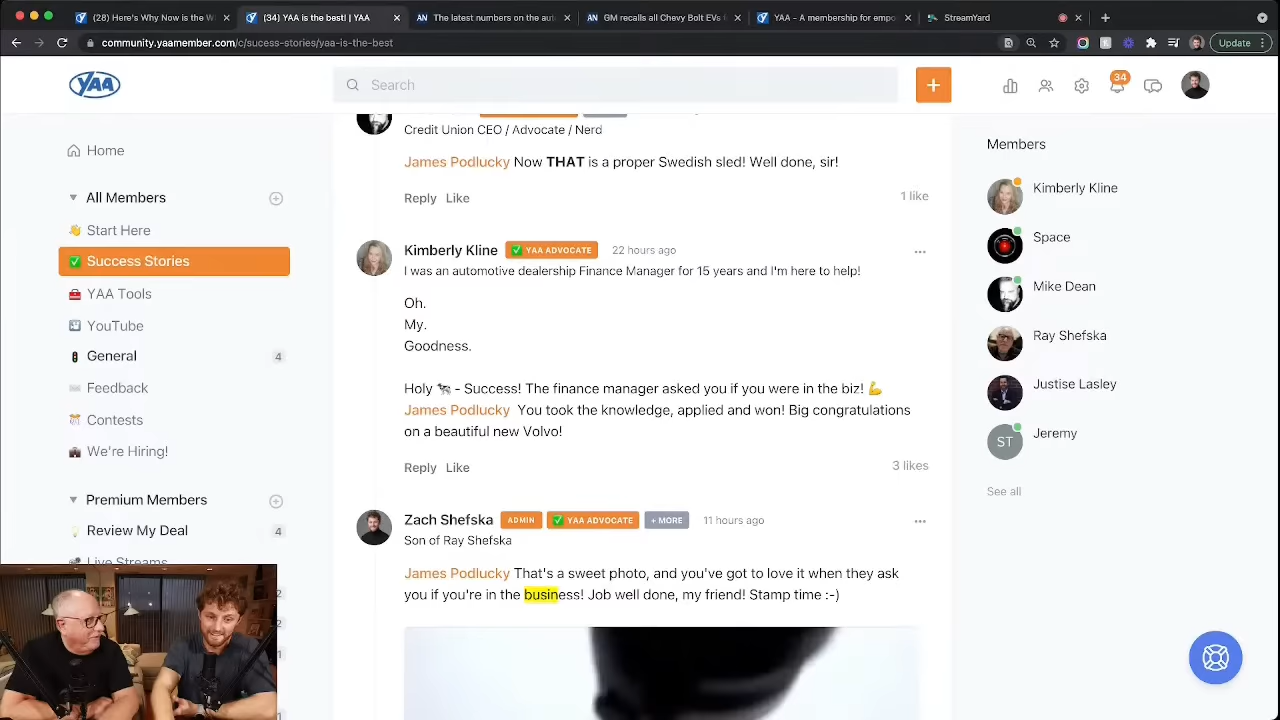 (28) Here's Why Now is the W
(34) YAA is the best! | YAA
The latest numbers on the aut
GM recalls all Chevy Bolt EVs
YAA - A membership for empo
StreamYard
community.yaamember.com/c/sucess-stories/yaa-is-the-best
Update
YAA
Search
34
Home
All Members
Start Here
Success Stories
YAA Tools
YouTube
General 4
Feedback
Contests
We're Hiring!
Premium Members
Review My Deal 4
Live Streams
Credit Union CEO / Advocate / Nerd
James Podlucky Now THAT is a proper Swedish sled! Well done, sir!
Reply Like 1 like
Kimberly Kline YAA ADVOCATE 22 hours ago
I was an automotive dealership Finance Manager for 15 years and I'm here to help!
Oh.
My.
Goodness.
Holy 🐄 - Success! The finance manager asked you if you were in the biz! 💪
James Podlucky You took the knowledge, applied and won! Big congratulations
on a beautiful new Volvo!
Reply Like 3 likes
Zach Shefska ADMIN YAA ADVOCATE + MORE 11 hours ago
Son of Ray Shefska
James Podlucky That's a sweet photo, and you've got to love it when they ask
you if you're in the business! Job well done, my friend! Stamp time :-)
Members
Kimberly Kline
Space
Mike Dean
Ray Shefska
Justise Lasley
ST Jeremy
See all